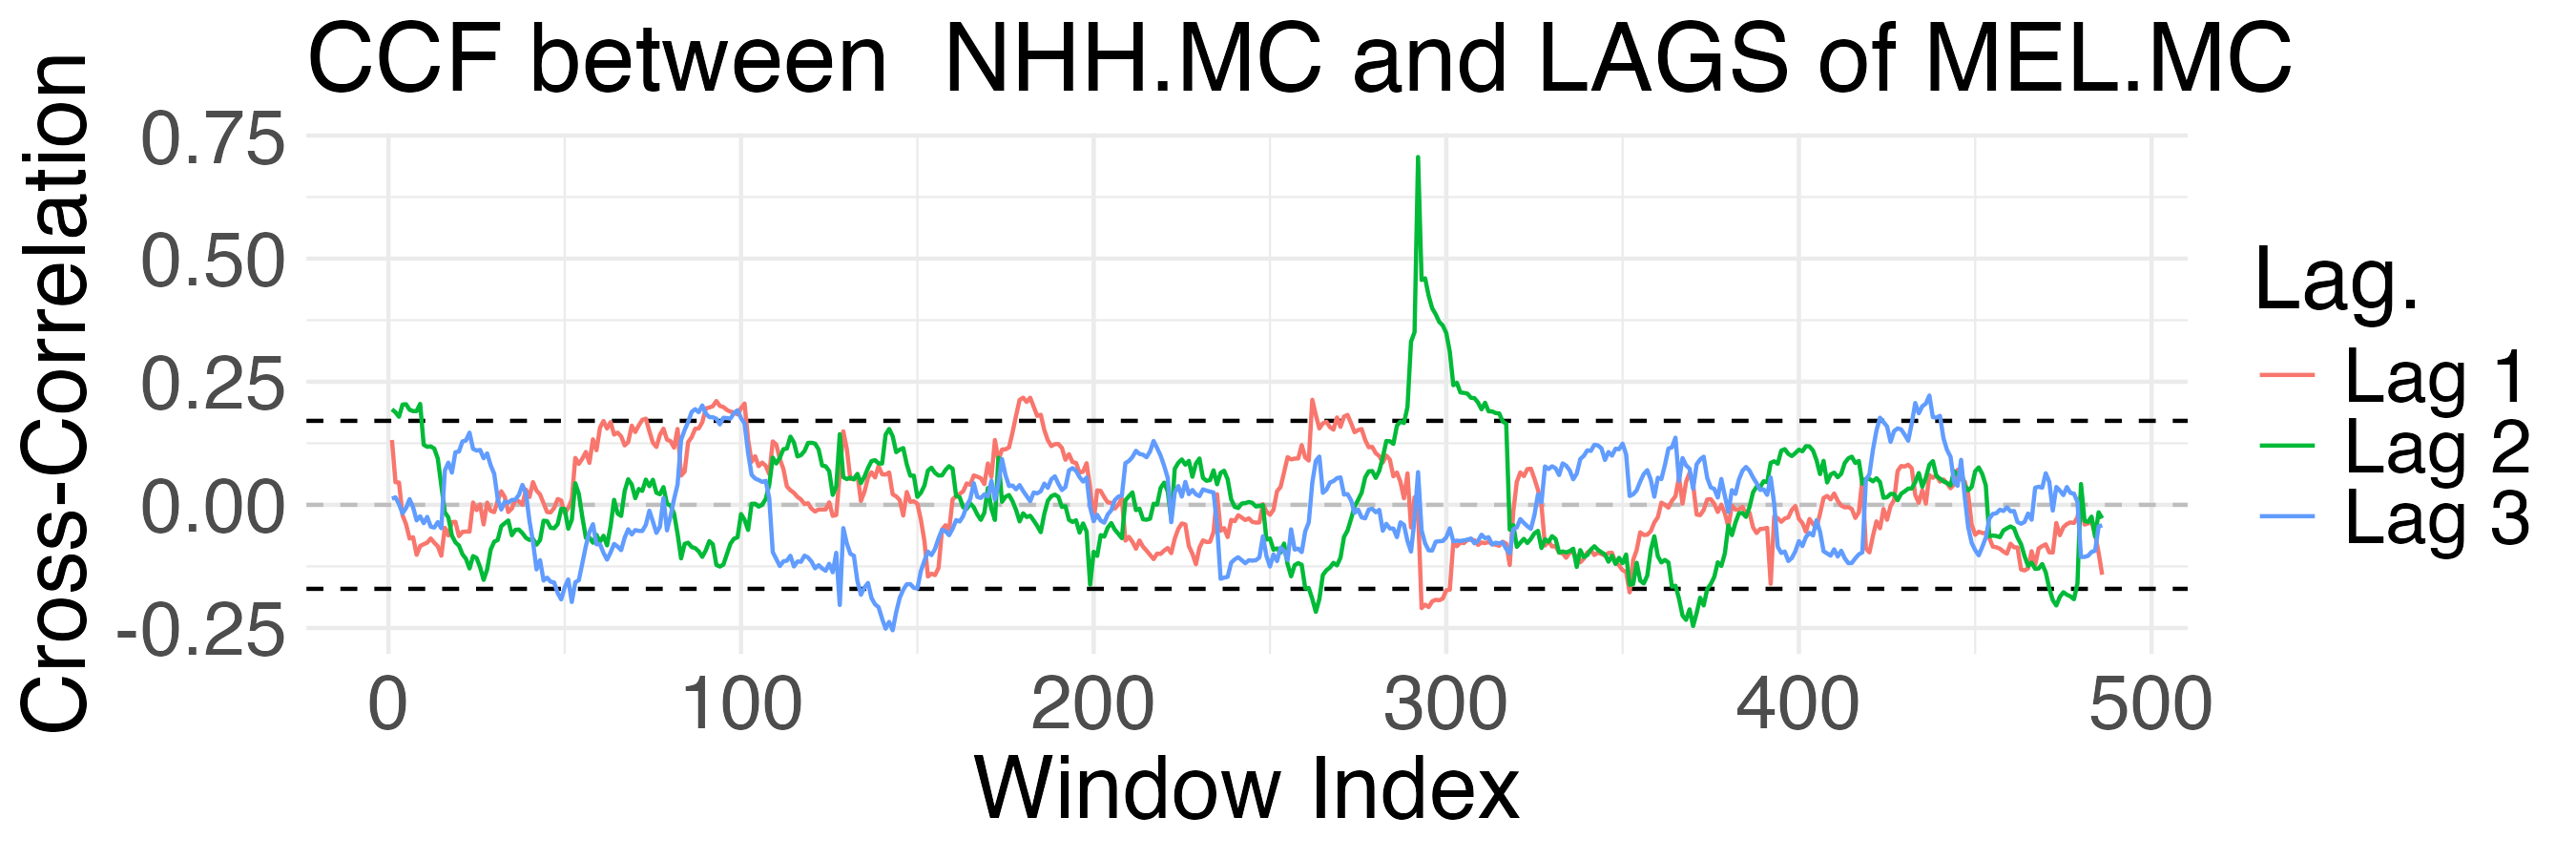 CCF between  NHH.MC and LAGS of MEL.MC
Cross-Correlation
0.75
0.50
0.25
0.00
-0.25
0 100 200 300 400 500
Window Index
Lag.
Lag 1
Lag 2
Lag 3